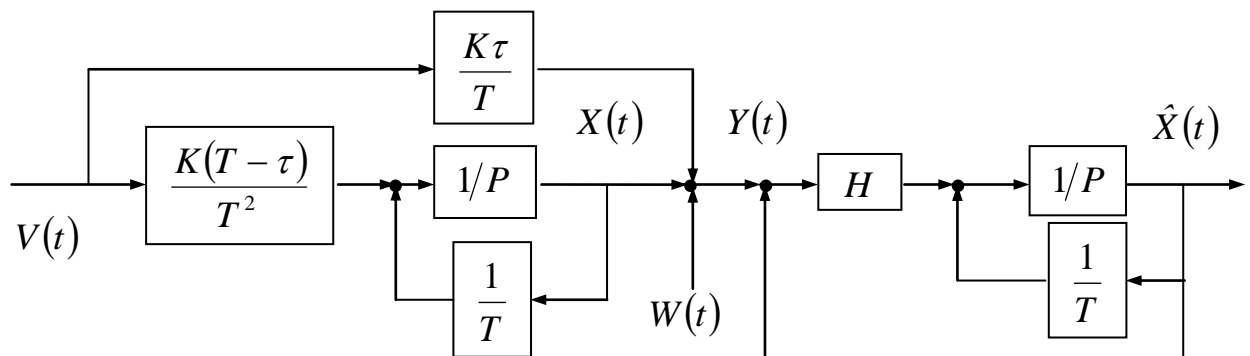 Kτ/T
X(t)
Y(t)
X̂(t)
K(T − τ)/T²
1/P
H
1/P
V(t)
1/T
W(t)
1/T